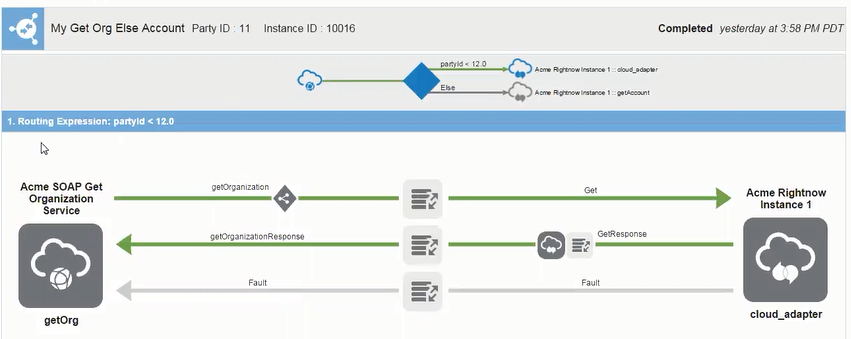 My Get Org Else Account Party ID : 11 Instance ID : 10016 Completed yesterday at 3:58 PM PDT
partyId < 12.0
Acme Rightnow Instance 1 :: cloud_adapter
Else
Acme Rightnow Instance 1 :: getAccount
1. Routing Expression: partyId < 12.0
Acme SOAP Get
Organization
Service
getOrganization
Get
Acme Rightnow
Instance 1
getOrganizationResponse
GetResponse
Fault
Fault
getOrg
cloud_adapter